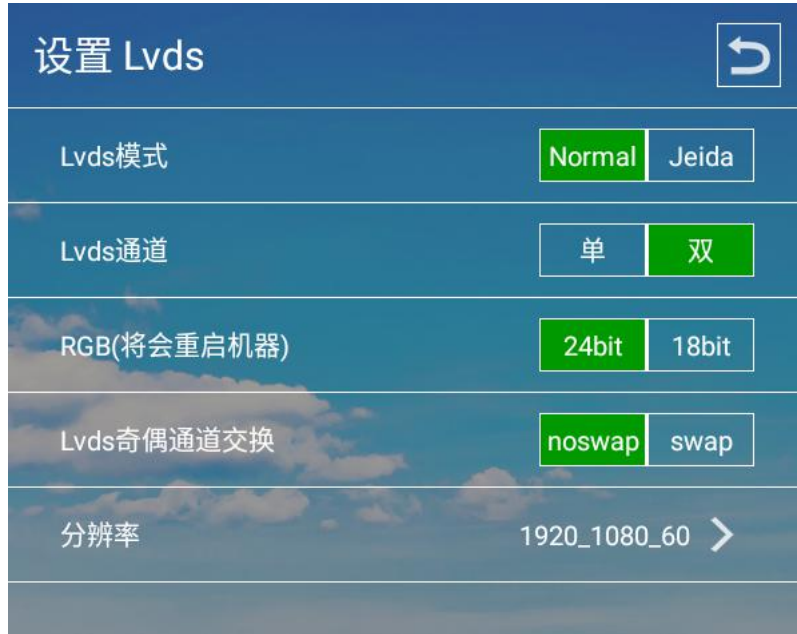 设置 Lvds
Lvds模式 Normal Jeida
Lvds通道 单 双
RGB(将会重启机器) 24bit 18bit
Lvds奇偶通道交换 noswap swap
分辨率 1920_1080_60